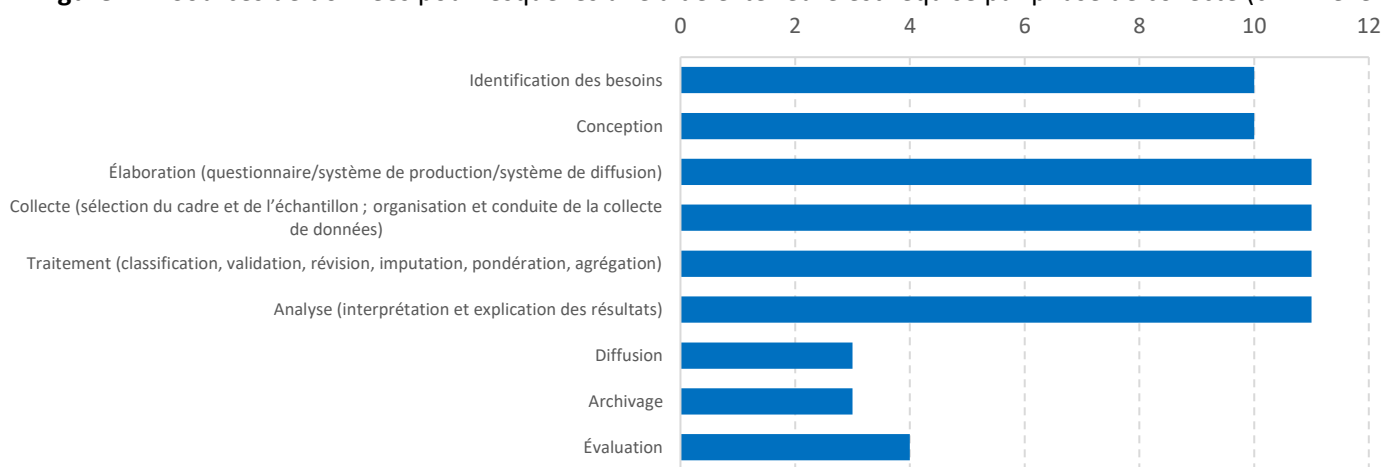 0 2 4 6 8 10 12
Identification des besoins
Conception
Élaboration (questionnaire/système de production/système de diffusion)
Collecte (sélection du cadre et de l’échantillon ; organisation et conduite de la collecte
de données)
Traitement (classification, validation, révision, imputation, pondération, agrégation)
Analyse (interprétation et explication des résultats)
Diffusion
Archivage
Évaluation